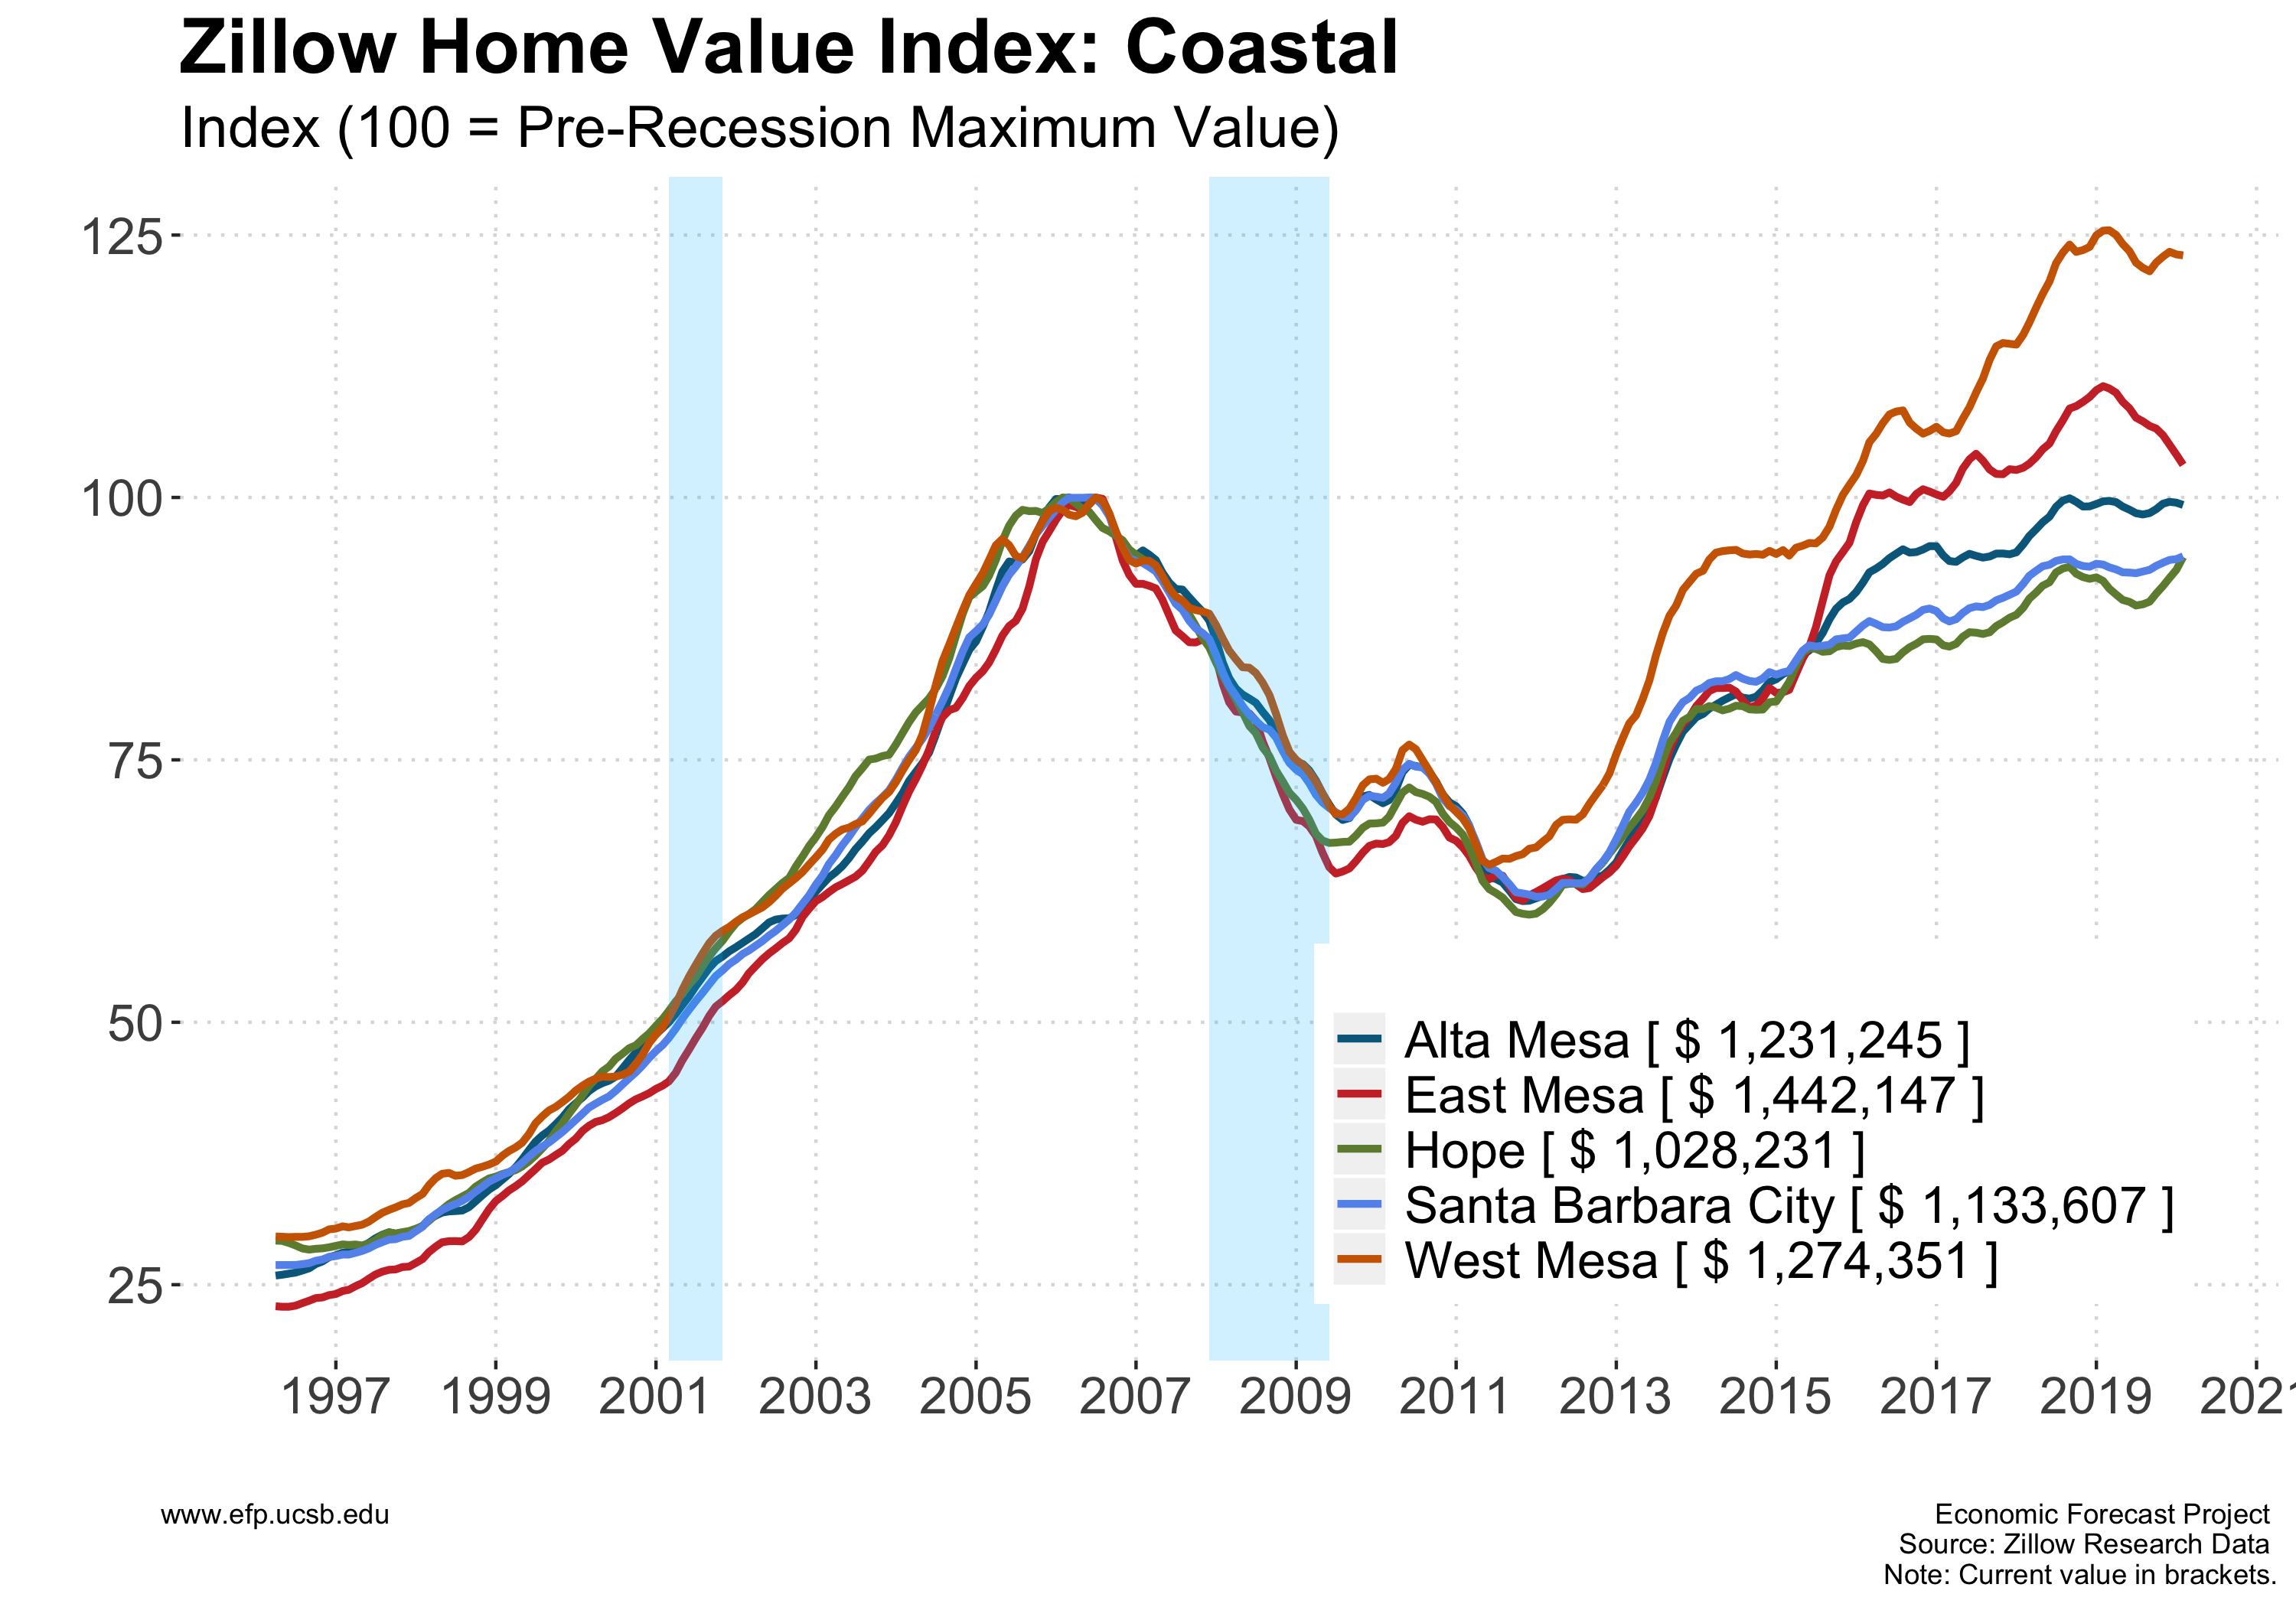 Zillow Home Value Index: Coastal
Index (100 = Pre-Recession Maximum Value)
125
100
75
50
25
Alta Mesa [ $ 1,231,245 ]
East Mesa [ $ 1,442,147 ]
Hope [ $ 1,028,231 ]
Santa Barbara City [ $ 1,133,607 ]
West Mesa [ $ 1,274,351 ]
1997 1999 2001 2003 2005 2007 2009 2011 2013 2015 2017 2019 2021
www.efp.ucsb.edu
Economic Forecast Project
Source: Zillow Research Data
Note: Current value in brackets.